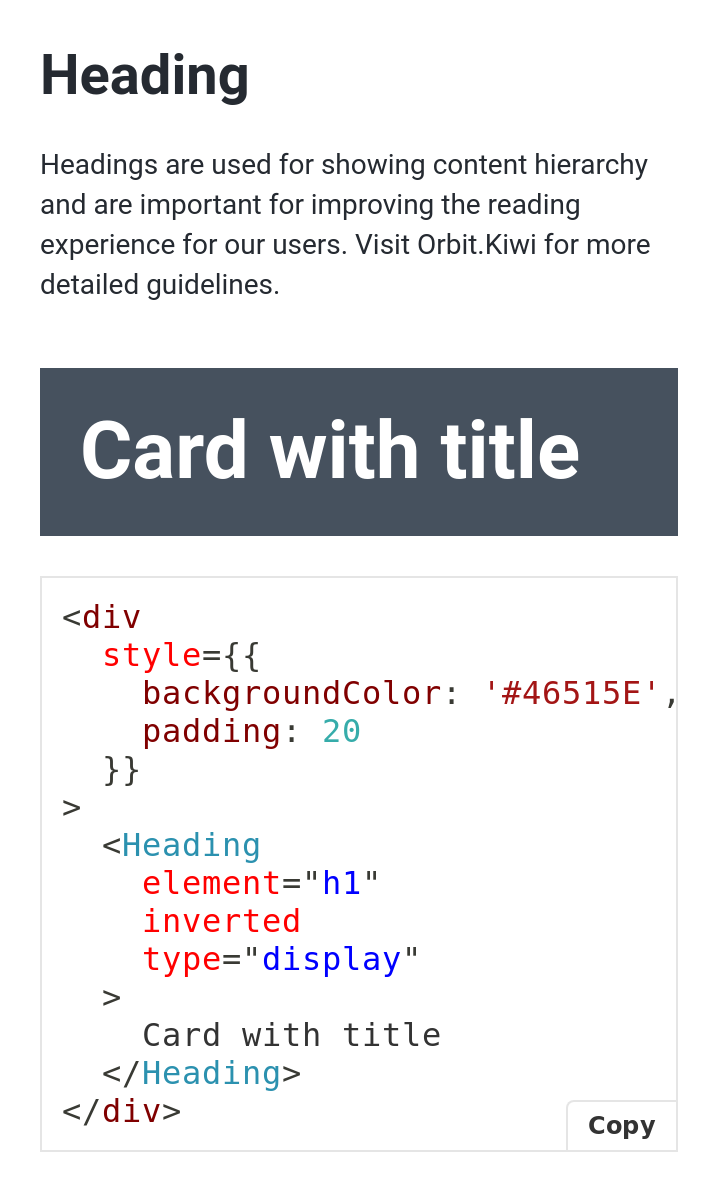 Heading
Headings are used for showing content hierarchy
and are important for improving the reading
experience for our users. Visit Orbit.Kiwi for more
detailed guidelines.
Card with title
<div
  style={{
    backgroundColor: '#46515E',
    padding: 20
  }}
>
  <Heading
    element="h1"
    inverted
    type="display"
  >
    Card with title
  </Heading>
</div>
Copy